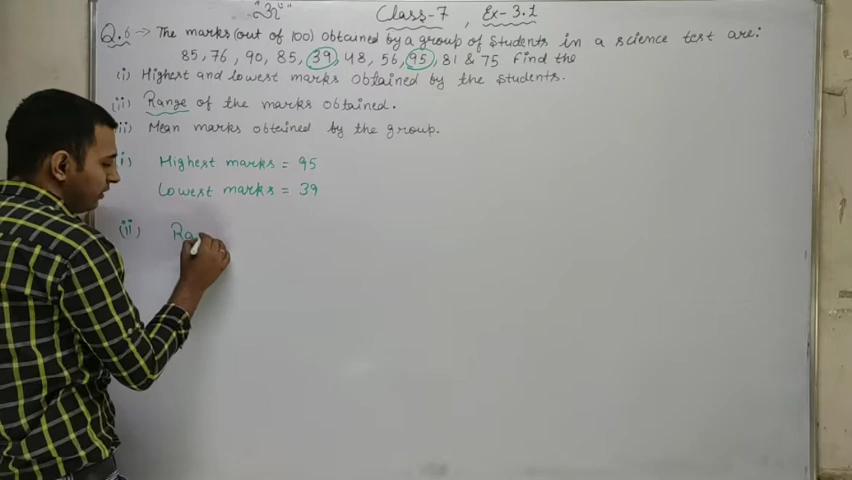 Class-7, Ex-3.1
Q.6 → The marks (out of 100) obtained by a group of students in a science test are:
85, 76, 90, 85, 39, 48, 56, 95, 81 & 75 Find the
(i) Highest and lowest marks obtained by the students.
(ii) Range of the marks obtained.
(iii) Mean marks obtained by the group.
(i) Highest marks = 95
Lowest marks = 39
(ii) Ra